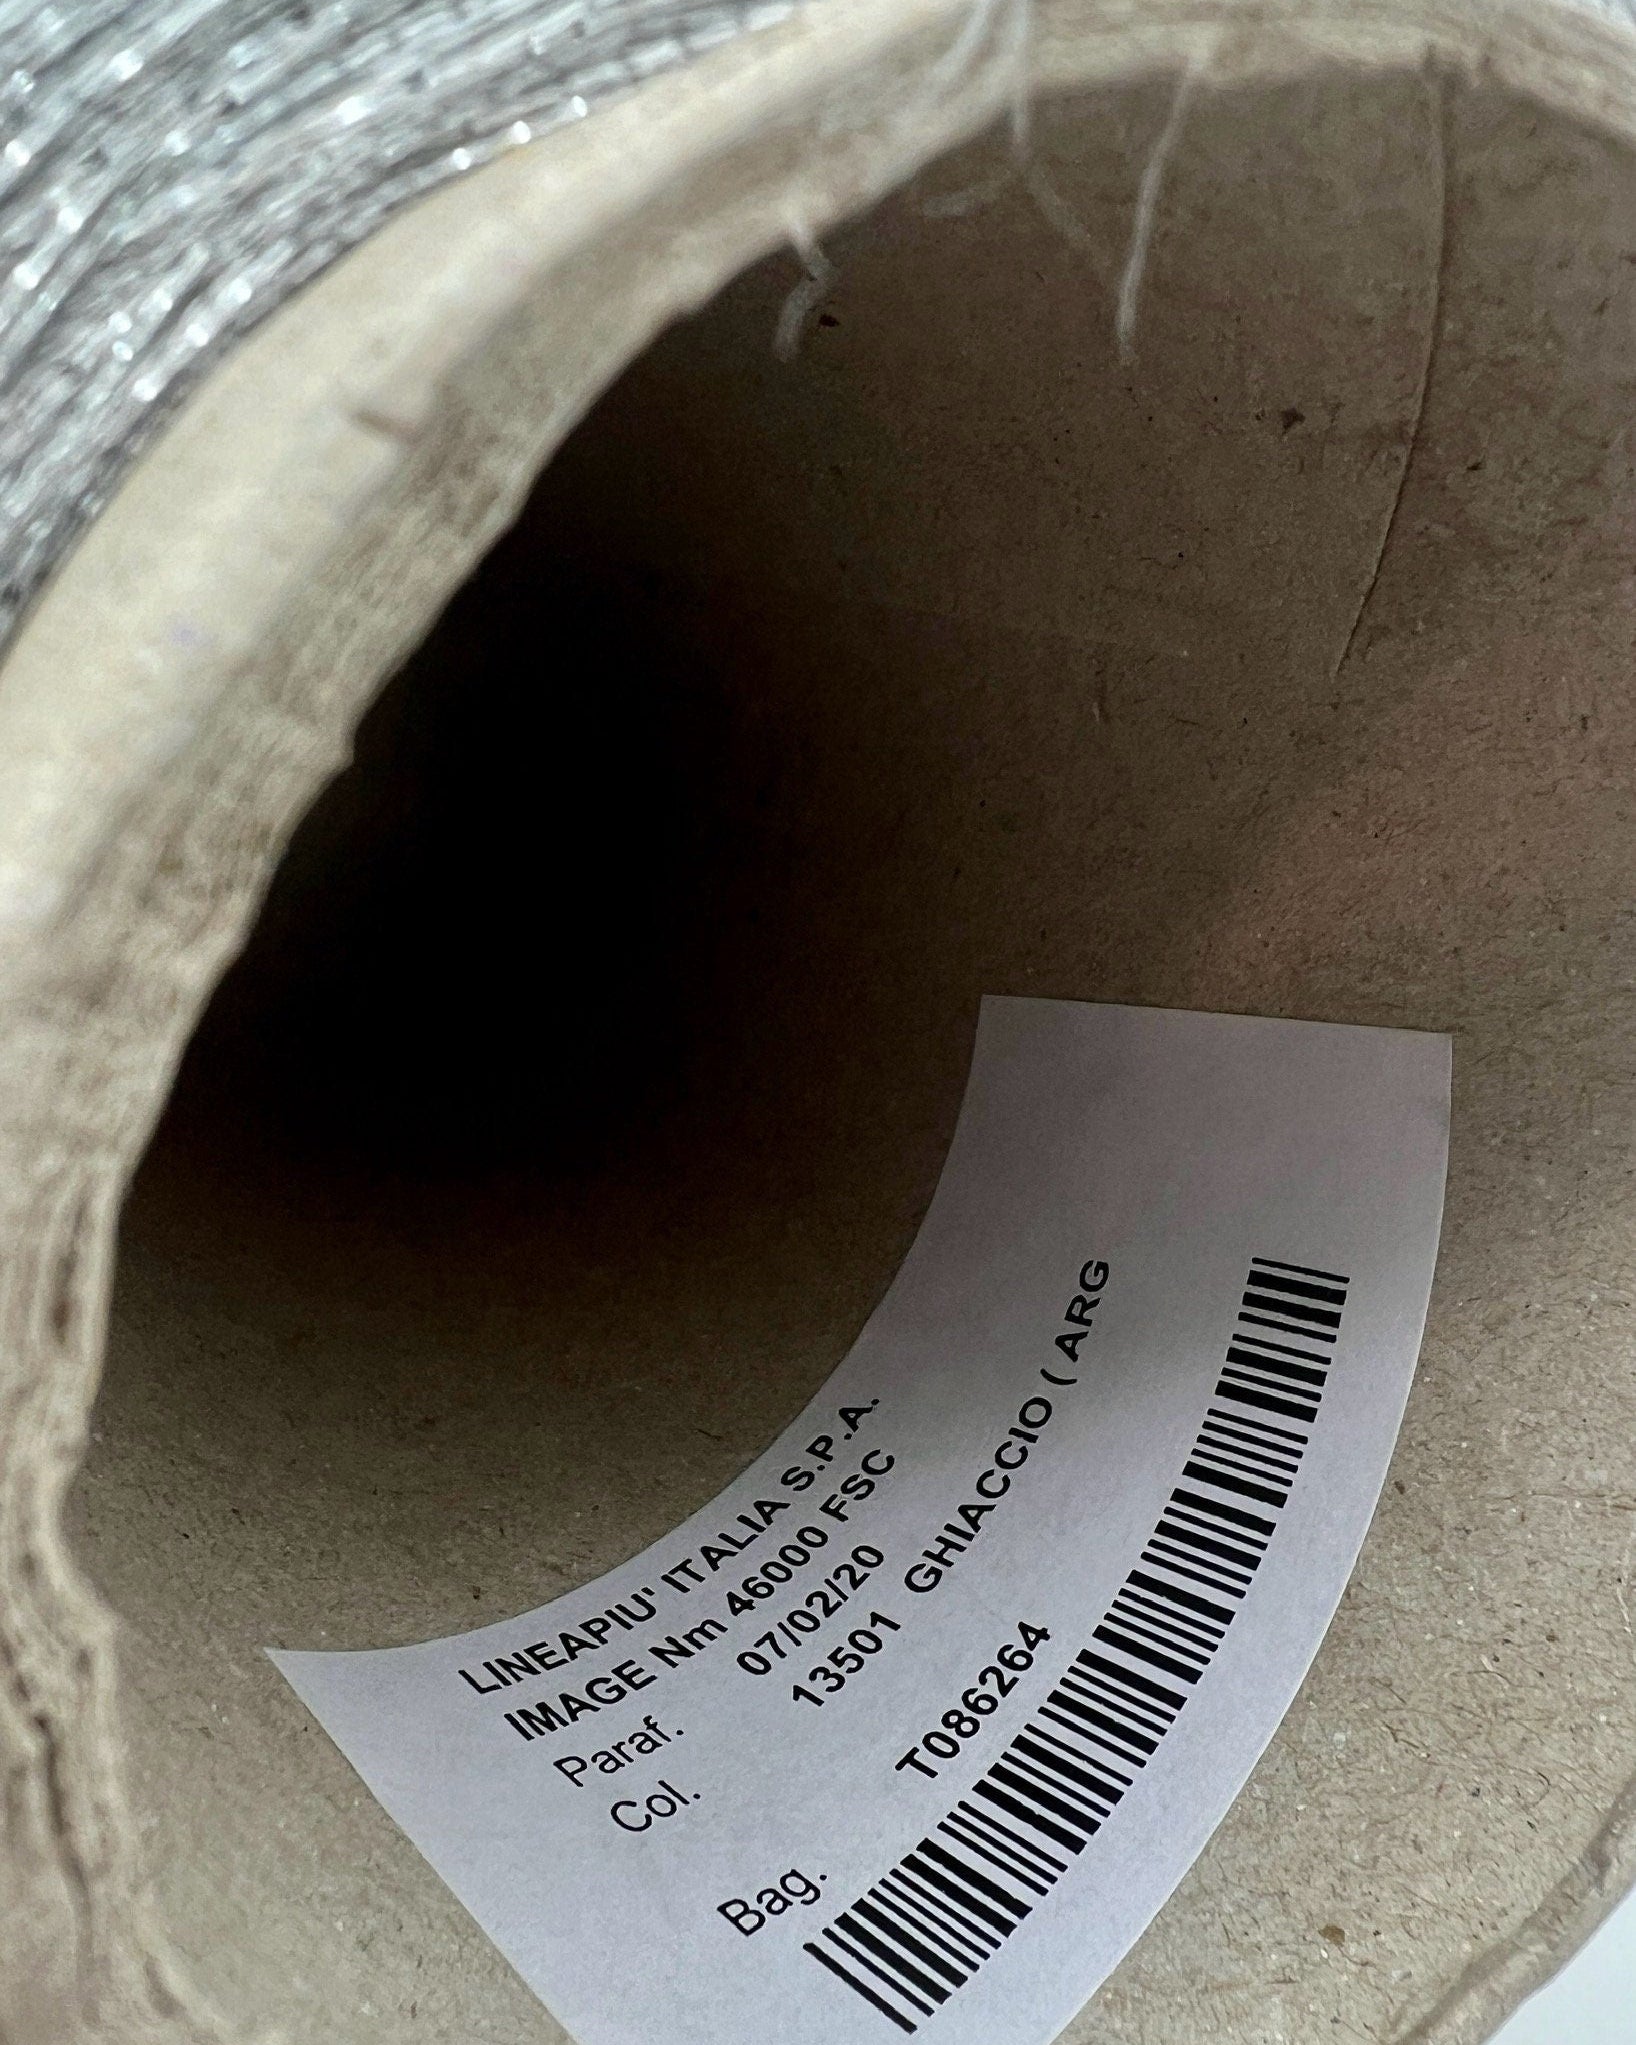 LINEAPIU' ITALIA S.P.A.
IMAGE Nm 46000 FSC
Paraf. 07/02/20
Col. 13501 GHIACCIO ( ARG
Bag. T086264